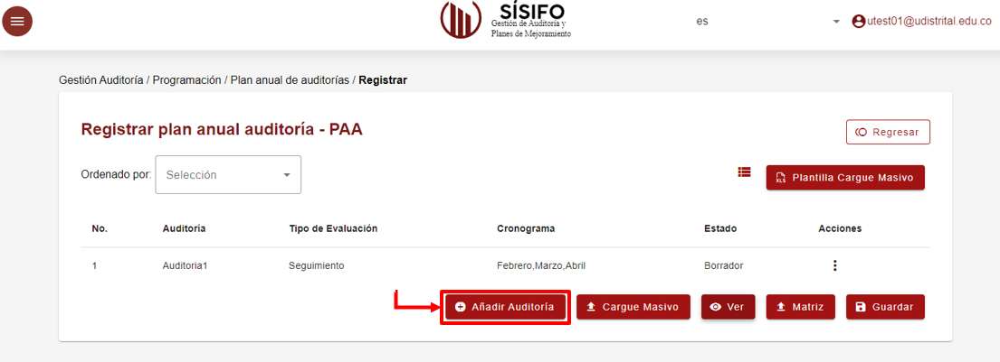 SÍSIFO
Gestión de Auditoría y
Planes de Mejoramiento
es
utest01@udistrital.edu.co
Gestión Auditoría / Programación / Plan anual de auditorías / Registrar
Registrar plan anual auditoría - PAA
Regresar
Ordenado por: Selección
XLS Plantilla Cargue Masivo
No. Auditoría Tipo de Evaluación Cronograma Estado Acciones
1 Auditoria1 Seguimiento Febrero,Marzo,Abril Borrador
Añadir Auditoría Cargue Masivo Ver Matriz Guardar